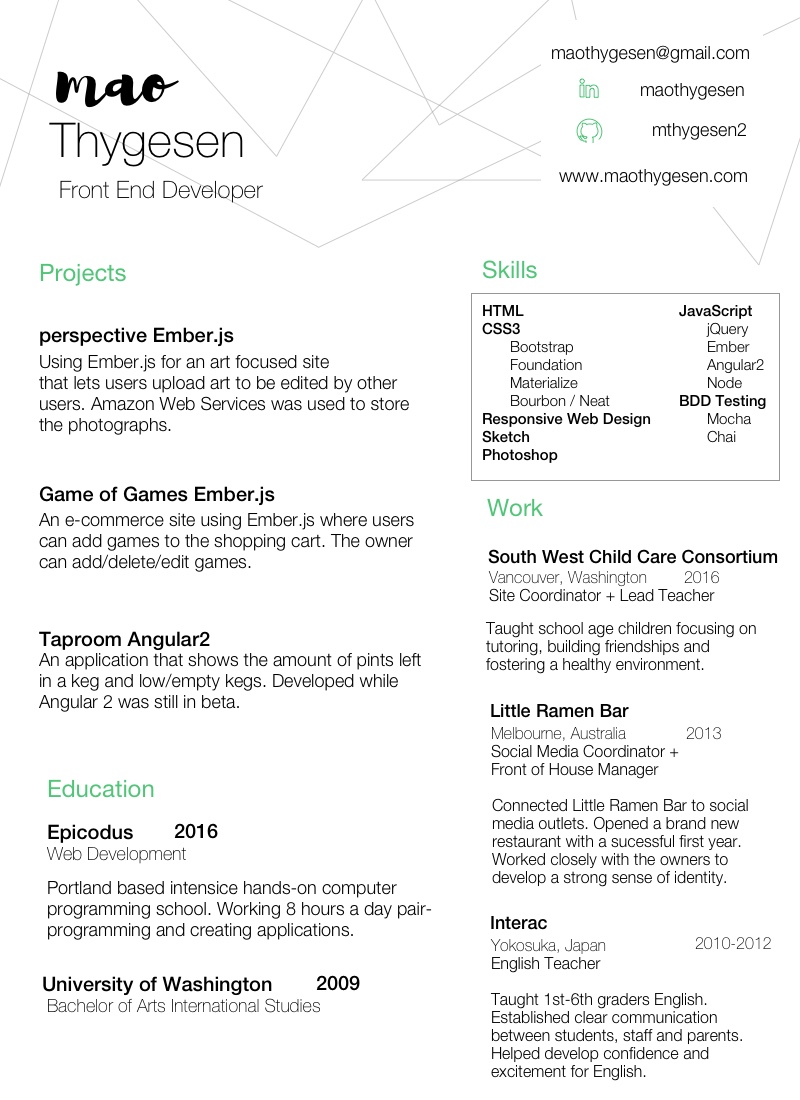 mao
Thygesen
Front End Developer
maothygesen@gmail.com
in maothygesen
mthygesen2
www.maothygesen.com
Projects
perspective Ember.js
Using Ember.js for an art focused site
that lets users upload art to be edited by other
users. Amazon Web Services was used to store
the photographs.
Game of Games Ember.js
An e-commerce site using Ember.js where users
can add games to the shopping cart. The owner
can add/delete/edit games.
Taproom Angular2
An application that shows the amount of pints left
in a keg and low/empty kegs. Developed while
Angular 2 was still in beta.
Education
Epicodus 2016
Web Development
Portland based intensice hands-on computer
programming school. Working 8 hours a day pair-
programming and creating applications.
University of Washington 2009
Bachelor of Arts International Studies
Skills
HTML
CSS3
Bootstrap
Foundation
Materialize
Bourbon / Neat
Responsive Web Design
Sketch
Photoshop
JavaScript
jQuery
Ember
Angular2
Node
BDD Testing
Mocha
Chai
Work
South West Child Care Consortium
Vancouver, Washington 2016
Site Coordinator + Lead Teacher
Taught school age children focusing on
tutoring, building friendships and
fostering a healthy environment.
Little Ramen Bar
Melbourne, Australia 2013
Social Media Coordinator +
Front of House Manager
Connected Little Ramen Bar to social
media outlets. Opened a brand new
restaurant with a sucessful first year.
Worked closely with the owners to
develop a strong sense of identity.
Interac
Yokosuka, Japan 2010-2012
English Teacher
Taught 1st-6th graders English.
Established clear communication
between students, staff and parents.
Helped develop confidence and
excitement for English.